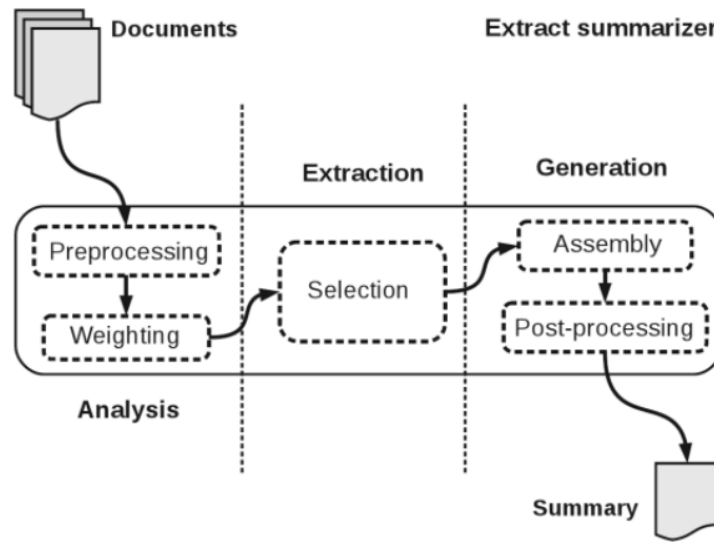 Documents
Extract summarizer
Extraction
Generation
Preprocessing
Assembly
Selection
Weighting
Post-processing
Analysis
Summary